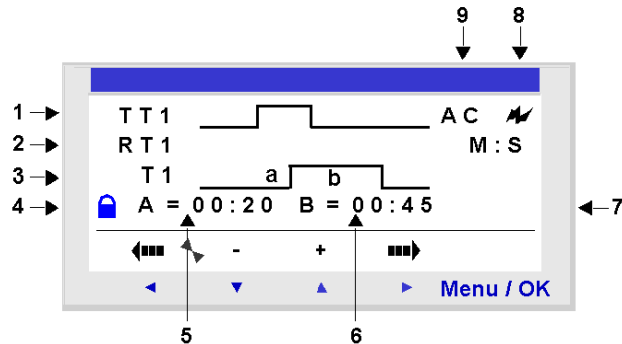 9 8
1 TT1 AC
2 RT1 M:S
3 T1 a b
4 A = 00:20 B = 00:45 7
- +
Menu / OK
5 6